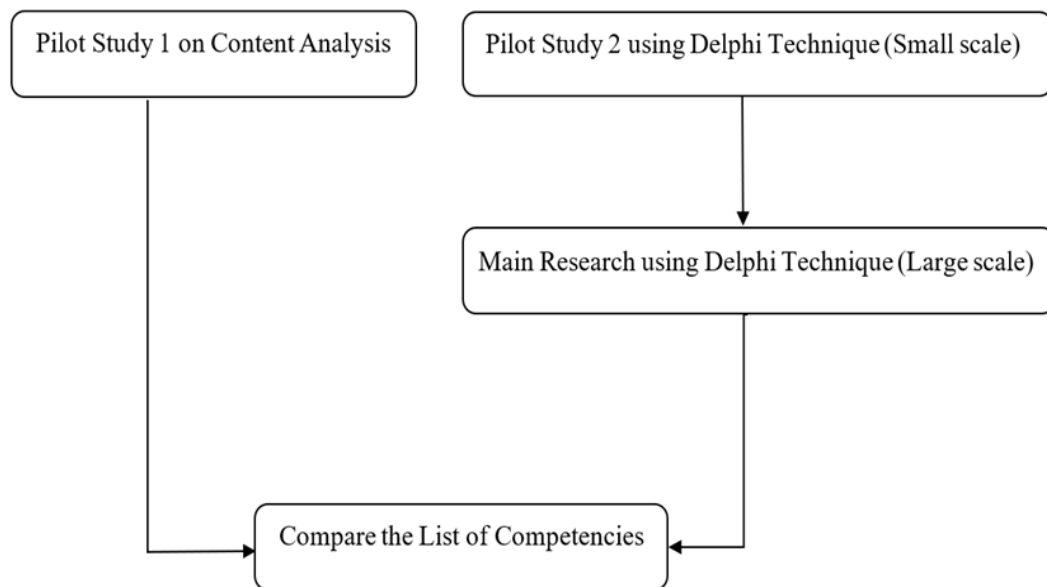 Pilot Study 1 on Content Analysis
Pilot Study 2 using Delphi Technique (Small scale)
Main Research using Delphi Technique (Large scale)
Compare the List of Competencies